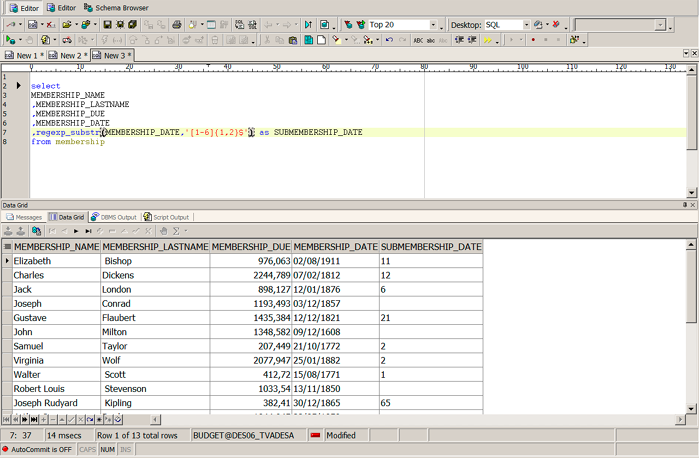 Editor Editor Schema Browser
Top 20 Desktop: SQL
ABC abc Abc
New 1 * New 2 * New 3 *
0 10 20 30 40 50 60 70 80 90 100 110 120 130
1
2 select
3 MEMBERSHIP_NAME
4 ,MEMBERSHIP_LASTNAME
5 ,MEMBERSHIP_DUE
6 ,MEMBERSHIP_DATE
7 ,regexp_substr(MEMBERSHIP_DATE,'[1-6]{1,2}$') as SUBMEMBERSHIP_DATE
8 from membership
Data Grid
Messages Data Grid DBMS Output Script Output
MEMBERSHIP_NAME MEMBERSHIP_LASTNAME MEMBERSHIP_DUE MEMBERSHIP_DATE SUBMEMBERSHIP_DATE
Elizabeth Bishop 976,063 02/08/1911 11
Charles Dickens 2244,789 07/02/1812 12
Jack London 898,127 12/01/1876 6
Joseph Conrad 1193,493 03/12/1857
Gustave Flaubert 1435,384 12/12/1821 21
John Milton 1348,582 09/12/1608
Samuel Taylor 207,449 21/10/1772 2
Virginia Wolf 2077,947 25/01/1882 2
Walter Scott 412,72 15/08/1771 1
Robert Louis Stevenson 1033,54 13/11/1850
Joseph Rudyard Kipling 382,41 30/12/1865 65
7: 37 14 msecs Row 1 of 13 total rows BUDGET@DES06_TVADESA Modified
AutoCommit is OFF CAPS NUM INS